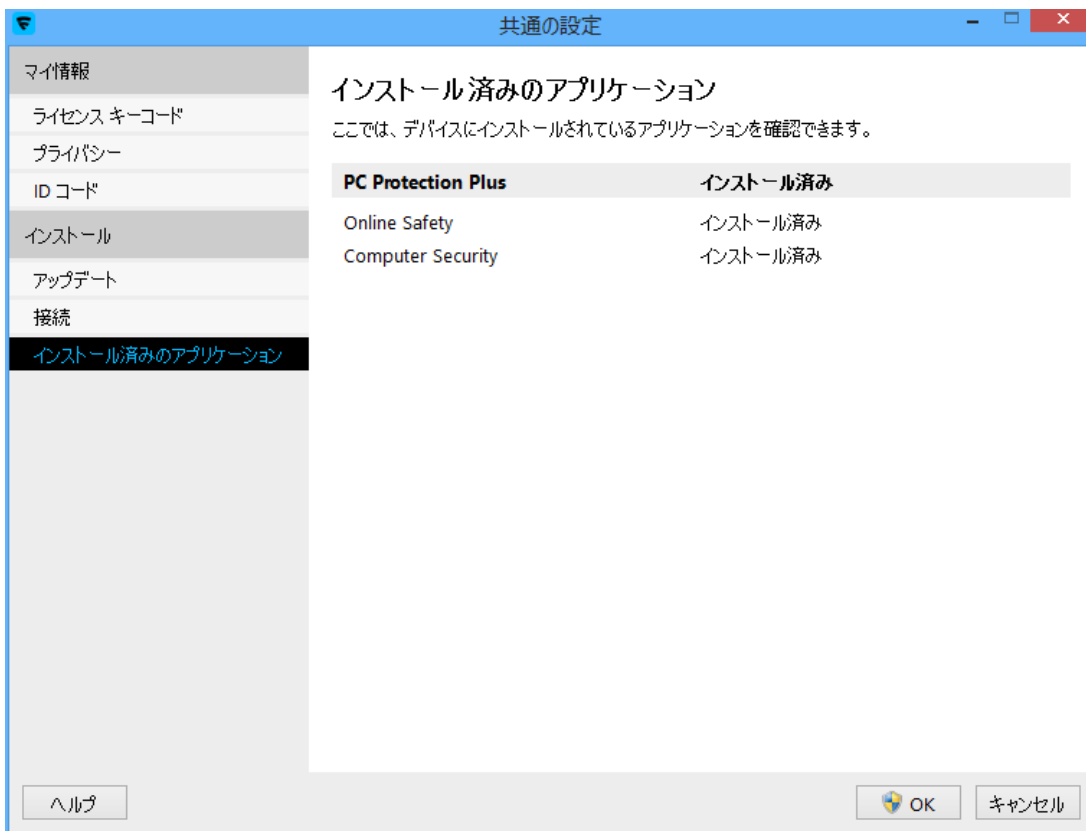 共通の設定
マイ情報
ライセンス キーコード
プライバシー
ID コード
インストール
アップデート
接続
インストール済みのアプリケーション
インストール済みのアプリケーション
ここでは、デバイスにインストールされているアプリケーションを確認できます。
PC Protection Plus インストール済み
Online Safety インストール済み
Computer Security インストール済み
ヘルプ
OK
キャンセル